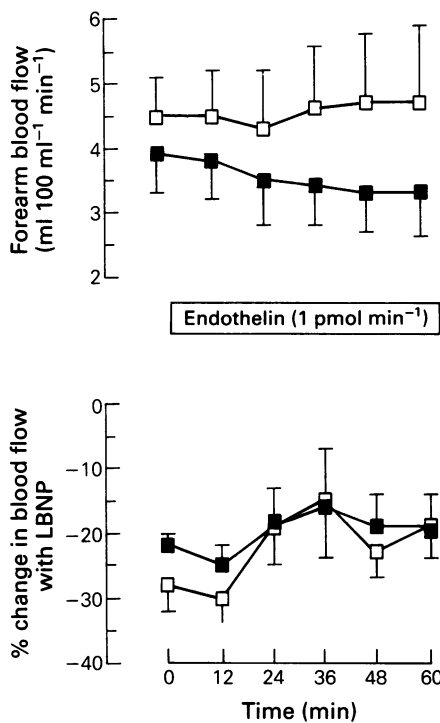 Forearm blood flow
(ml 100 ml⁻¹ min⁻¹)
6
5
4
3
2
Endothelin (1 pmol min⁻¹)
% change in blood flow
with LBNP
0
−10
−20
−30
−40
0 12 24 36 48 60
Time (min)